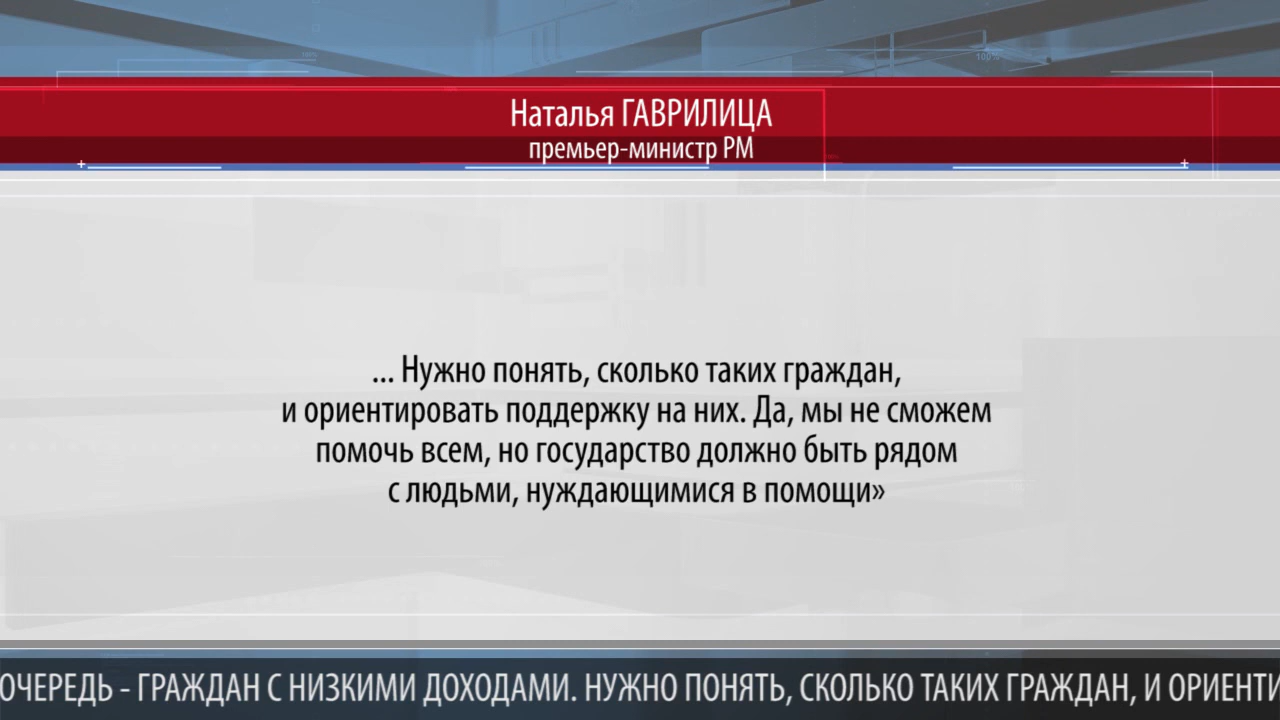 Наталья ГАВРИЛИЦА
премьер-министр РМ
... Нужно понять, сколько таких граждан,
и ориентировать поддержку на них. Да, мы не сможем
помочь всем, но государство должно быть рядом
с людьми, нуждающимися в помощи»
ОЧЕРЕДЬ - ГРАЖДАН С НИЗКИМИ ДОХОДАМИ. НУЖНО ПОНЯТЬ, СКОЛЬКО ТАКИХ ГРАЖДАН, И ОРИЕНТИ